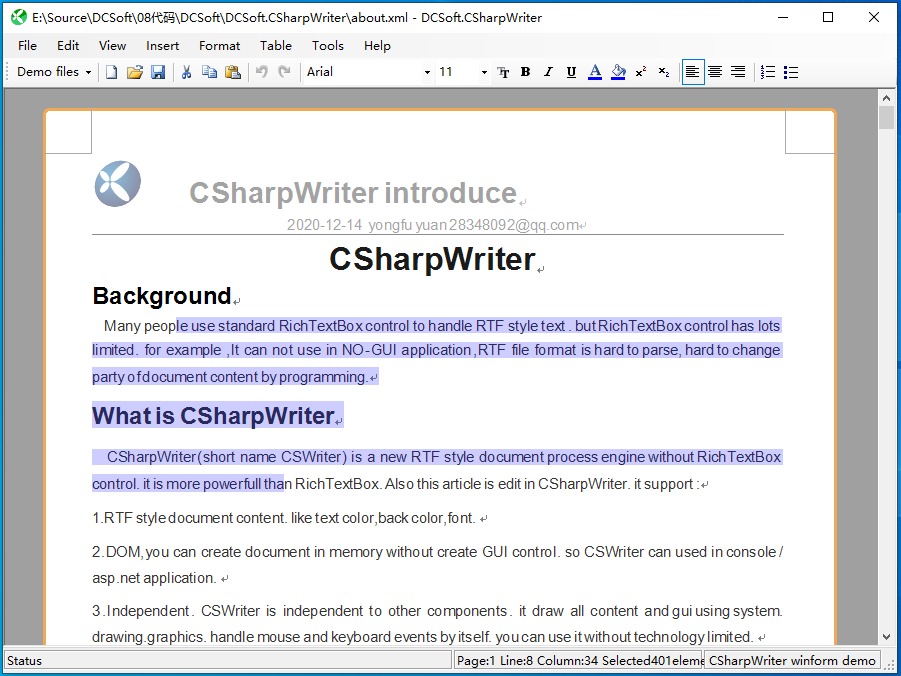 E:\Source\DCSoft\08代码\DCSoft\DCSoft.CSharpWriter\about.xml - DCSoft.CSharpWriter
File Edit View Insert Format Table Tools Help
Demo files Arial 11 B I U A x² x₂
CSharpWriter introduce
2020-12-14 yongfu yuan 28348092@qq.com
CSharpWriter
Background
Many people use standard RichTextBox control to handle RTF style text . but RichTextBox control has lots
limited. for example ,It can not use in NO-GUI application,RTF file format is hard to parse, hard to change
party of document content by programming.
What is CSharpWriter
CSharpWriter(short name CSWriter) is a new RTF style document process engine without RichTextBox
control. it is more powerfull than RichTextBox. Also this article is edit in CSharpWriter. it support :
1.RTF style document content. like text color,back color,font.
2.DOM,you can create document in memory without create GUI control. so CSWriter can used in console /
asp.net application.
3.Independent. CSWriter is independent to other components. it draw all content and gui using system.
drawing.graphics. handle mouse and keyboard events by itself. you can use it without technology limited.
Status Page:1 Line:8 Column:34 Selected401eleme CSharpWriter winform demo